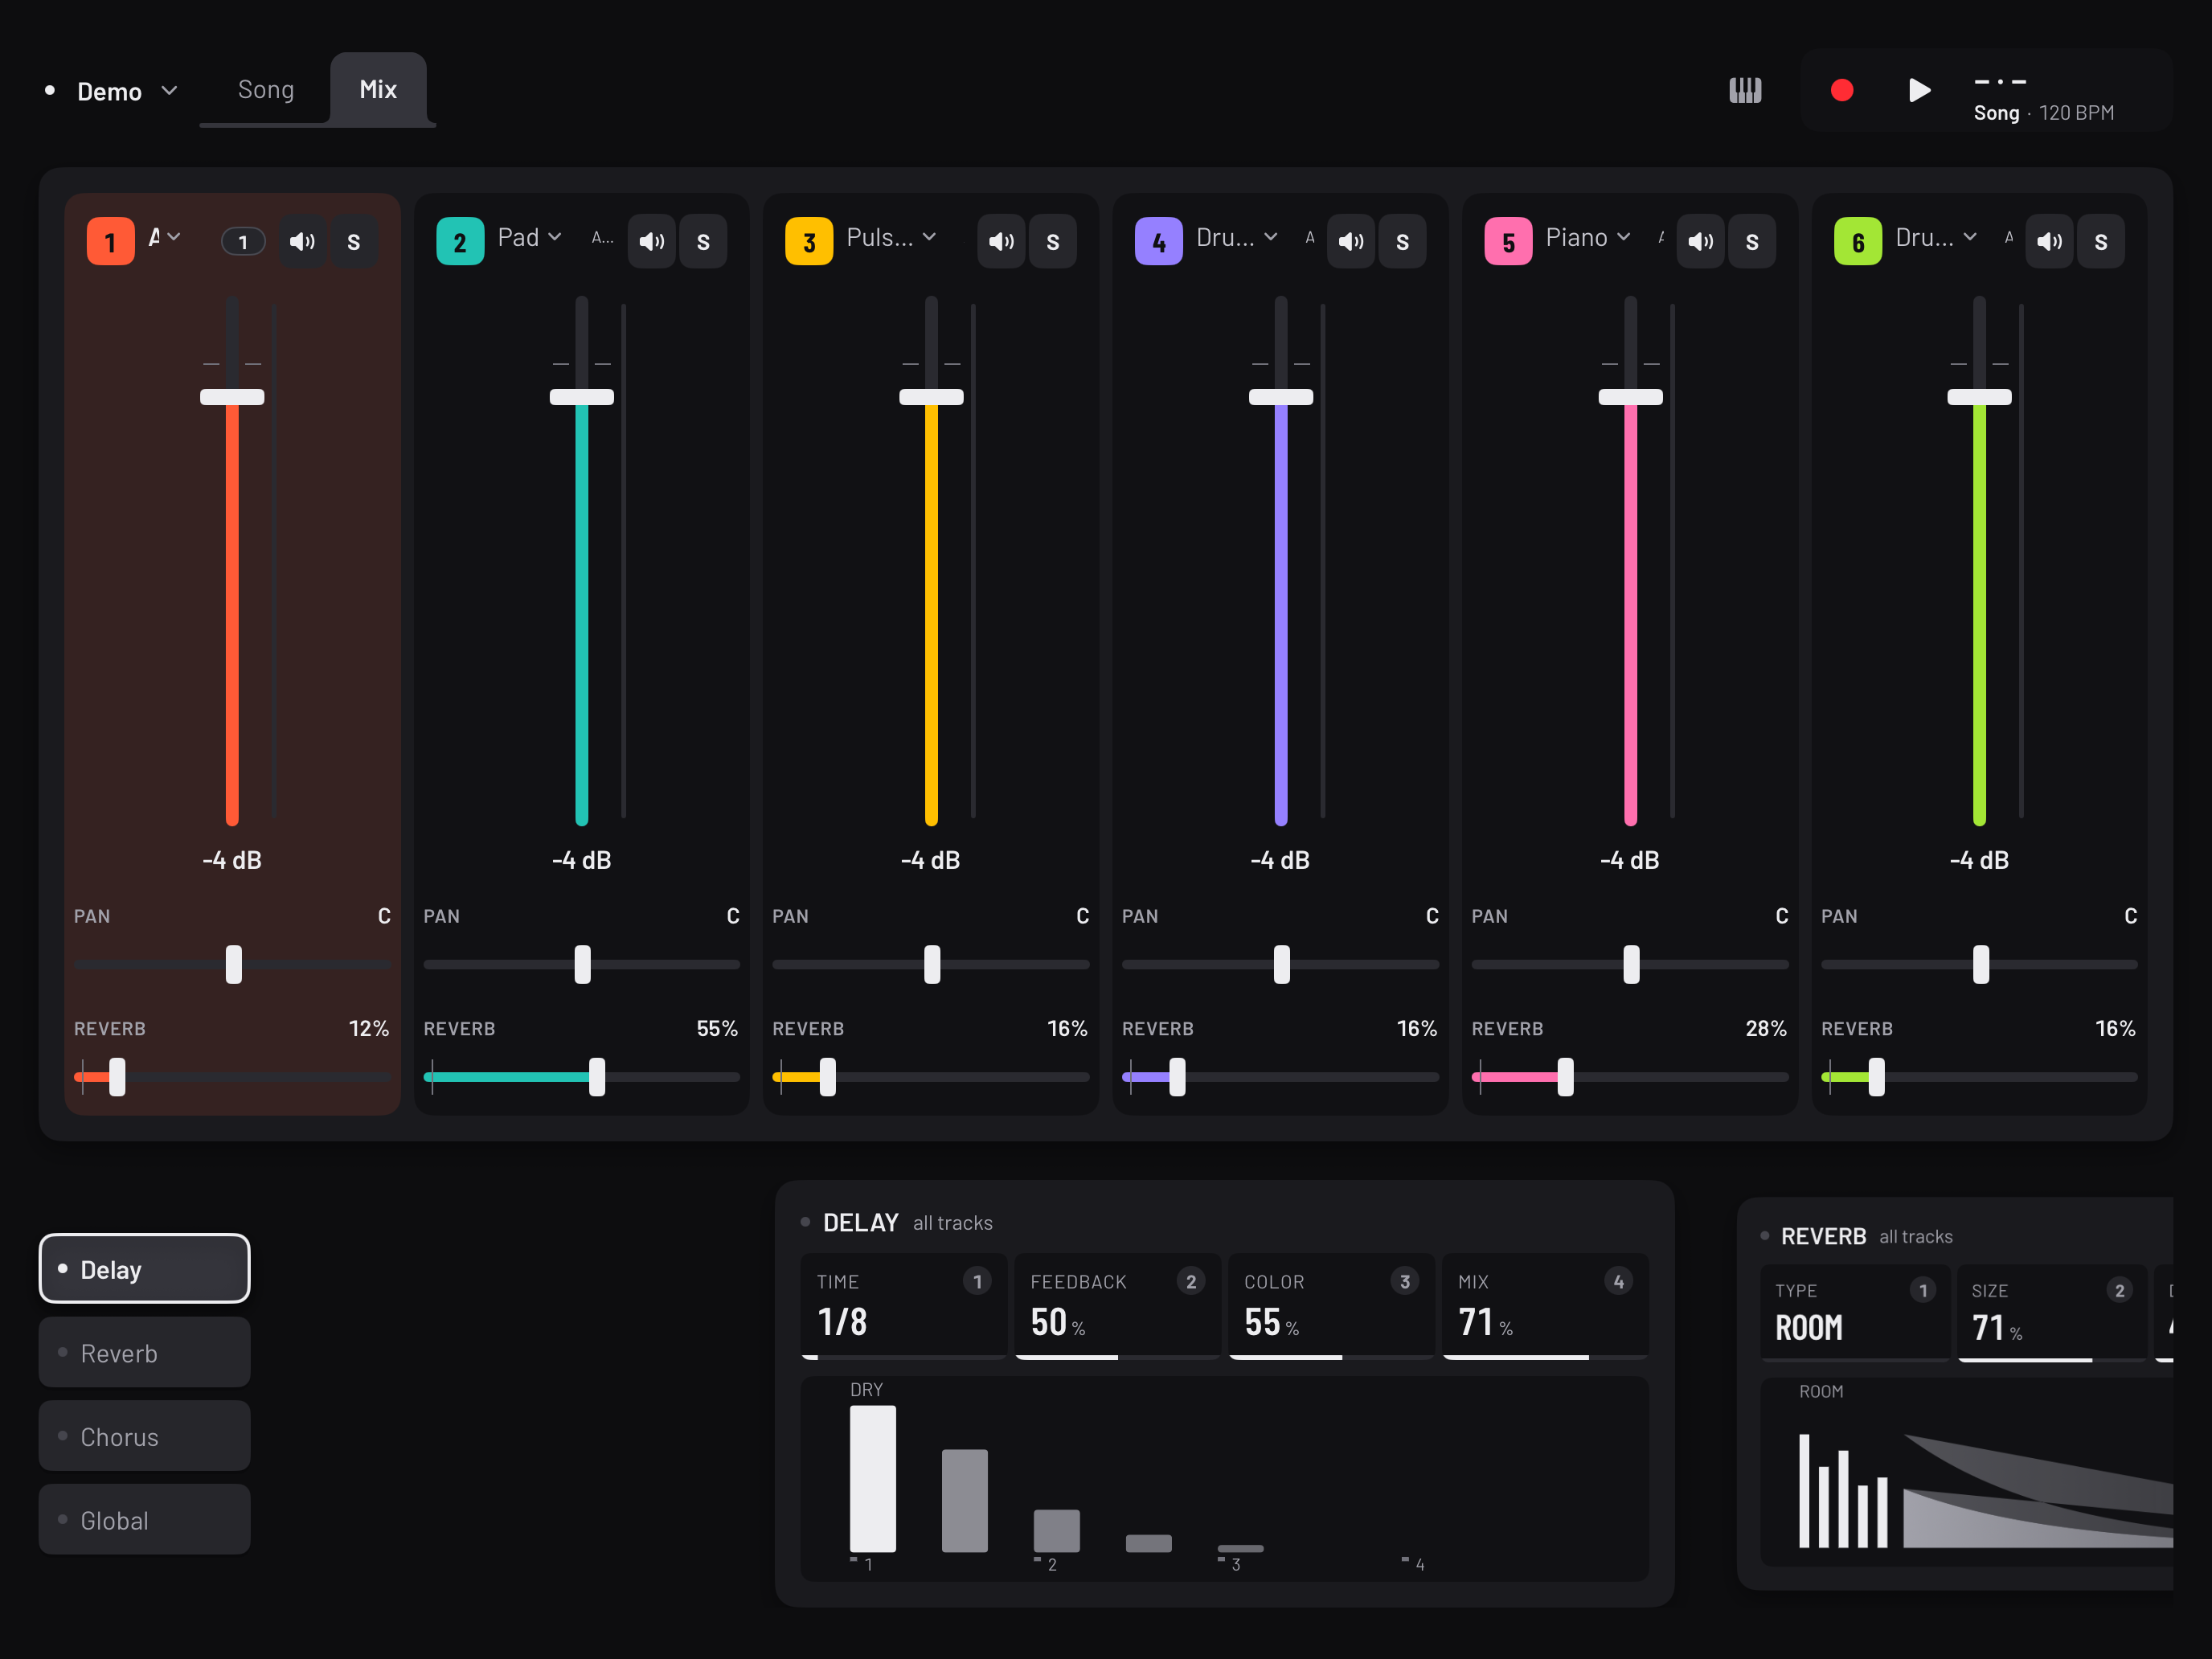 Demo Song Mix
Song · 120 BPM
1 A 1 S
2 Pad A... S
3 Puls... S
4 Dru... A S
5 Piano S
6 Dru... A S
-4 dB -4 dB -4 dB -4 dB -4 dB -4 dB
PAN C PAN C PAN C PAN C PAN C PAN C
REVERB 12% REVERB 55% REVERB 16% REVERB 16% REVERB 28% REVERB 16%
Delay
Reverb
Chorus
Global
DELAY all tracks
TIME 1 FEEDBACK 2 COLOR 3 MIX 4
1/8 50 % 55 % 71 %
DRY
1 2 3 4
REVERB all tracks
TYPE 1 SIZE 2
ROOM 71 %
ROOM